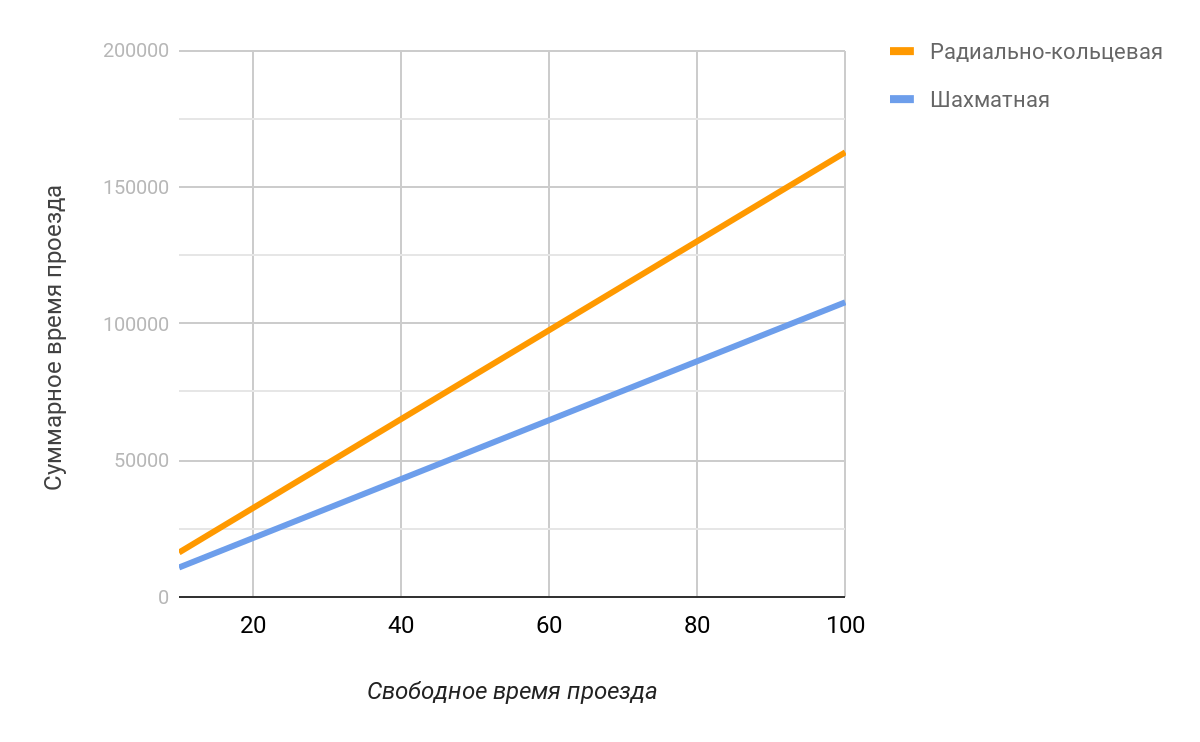 200000
150000
100000
50000
0
Суммарное время проезда
20 40 60 80 100
Свободное время проезда
Радиально-кольцевая
Шахматная